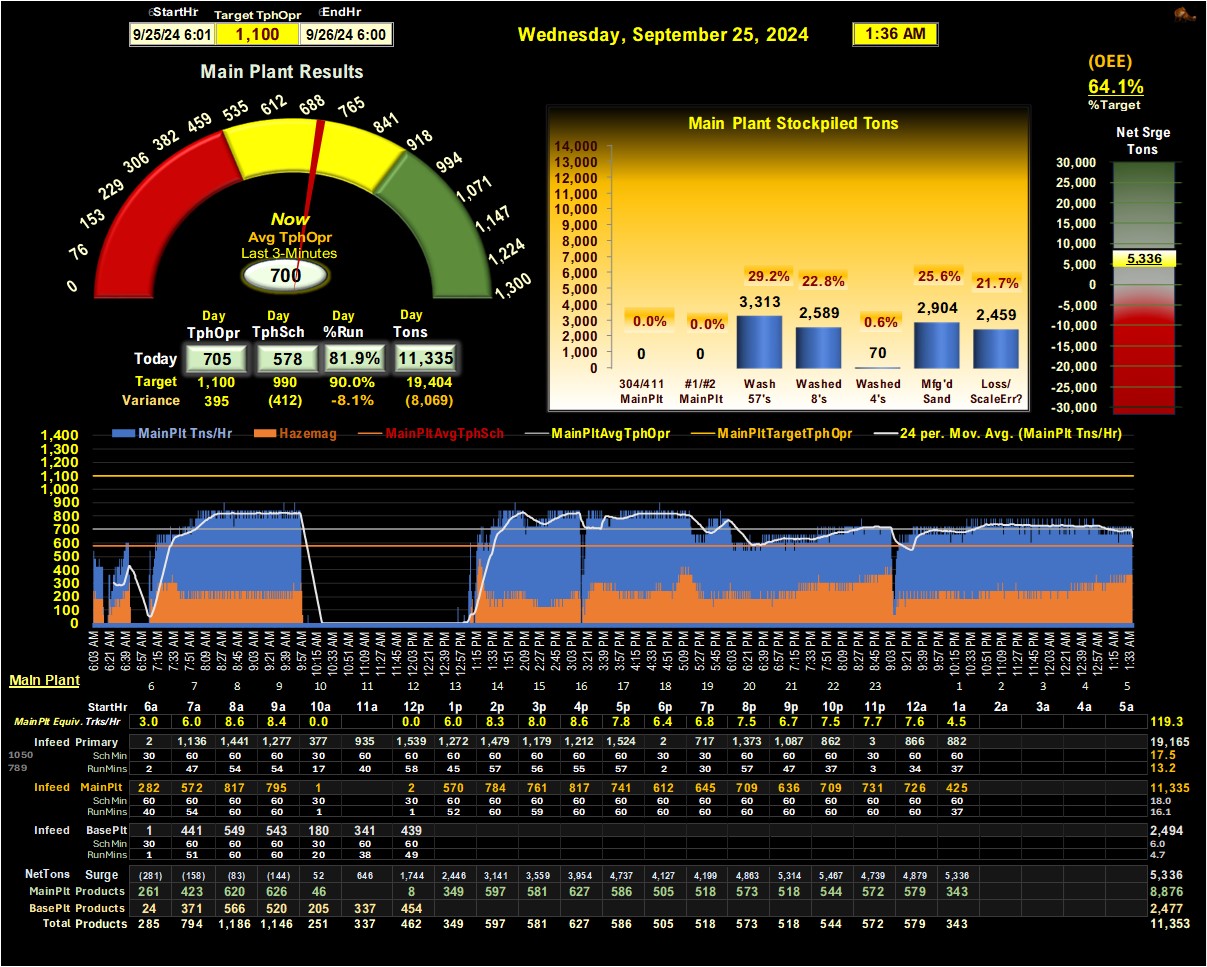 StartHr Target TphOpr EndHr
9/25/24 6:01 1,100 9/26/24 6:00
Wednesday, September 25, 2024
1:36 AM
(OEE)
64.1%
%Target
Main Plant Results
0 76 153 229 306 382 459 535 612 688 765 841 918 994 1,071 1,147 1,224 1,300
Now
Avg TphOpr
Last 3-Minutes
700
Day Day Day Day
TphOpr TphSch %Run Tons
Today 705 578 81.9% 11,335
Target 1,100 990 90.0% 19,404
Variance 395 (412) -8.1% (8,069)
Main Plant Stockpiled Tons
14,000
13,000
12,000
11,000
10,000
9,000
8,000
7,000
6,000
5,000
4,000
3,000
2,000
1,000
0
0.0% 0.0% 29.2% 22.8% 0.6% 25.6% 21.7%
0 0 3,313 2,589 70 2,904 2,459
304/411 #1/#2 Wash Washed Washed Mfg'd Loss/
MainPlt MainPlt 57's 8's 4's Sand ScaleErr?
Net Srge
Tons
30,000
25,000
20,000
15,000
10,000
5,000
0
-5,000
-10,000
-15,000
-20,000
-25,000
-30,000
5,336
MainPlt Tns/Hr Hazemag MainPltAvgTphSch MainPltAvgTphOpr MainPltTargetTphOpr 24 per. Mov. Avg. (MainPlt Tns/Hr)
1,400
1,300
1,200
1,100
1,000
900
800
700
600
500
400
300
200
100
0
6:03 AM 6:21 AM 6:39 AM 6:57 AM 7:15 AM 7:33 AM 7:51 AM 8:09 AM 8:27 AM 8:45 AM 9:03 AM 9:21 AM 9:39 AM 9:57 AM 10:15 AM 10:33 AM 10:51 AM 11:09 AM 11:27 AM 11:45 AM 12:03 PM 12:21 PM 12:39 PM 12:57 PM 1:15 PM 1:33 PM 1:51 PM 2:09 PM 2:27 PM 2:45 PM 3:03 PM 3:21 PM 3:39 PM 3:57 PM 4:15 PM 4:33 PM 4:51 PM 5:09 PM 5:27 PM 5:45 PM 6:03 PM 6:21 PM 6:39 PM 6:57 PM 7:15 PM 7:33 PM 7:51 PM 8:09 PM 8:27 PM 8:45 PM 9:03 PM 9:21 PM 9:39 PM 9:57 PM 10:15 PM 10:33 PM 10:51 PM 11:09 PM 11:27 PM 11:45 PM 12:03 AM 12:21 AM 12:39 AM 12:57 AM 1:15 AM 1:33 AM
Main Plant
6 7 8 9 10 11 12 13 14 15 16 17 18 19 20 21 22 23 1 2 3 4 5
StartHr 6a 7a 8a 9a 10a 11a 12p 1p 2p 3p 4p 5p 6p 7p 8p 9p 10p 11p 12a 1a 2a 3a 4a 5a
MainPlt Equiv. Trks/Hr 3.0 6.0 8.6 8.4 0.0 0.0 6.0 8.3 8.0 8.6 7.8 6.4 6.8 7.5 6.7 7.5 7.7 7.6 4.5 119.3
Infeed Primary 2 1,136 1,441 1,277 377 935 1,539 1,272 1,479 1,179 1,212 1,524 2 717 1,373 1,087 862 3 866 882 19,165
1050 Sch Min 30 60 60 60 30 60 60 60 60 60 60 60 30 30 60 60 60 30 60 60 17.5
789 RunMins 2 47 54 54 17 40 58 45 57 56 55 57 2 30 57 47 37 3 34 37 13.2
Infeed MainPlt 282 572 817 795 1 2 570 784 761 817 741 612 645 709 636 709 731 726 425 11,335
SchMin 60 60 60 60 30 30 60 60 60 60 60 60 60 60 60 60 60 60 60 18.0
RunMins 40 54 60 60 1 1 52 60 59 60 60 60 60 60 60 60 60 60 37 16.1
Infeed BasePlt 1 441 549 543 180 341 439 2,494
SchMin 30 60 60 60 30 60 60 6.0
RunMins 1 51 60 60 20 38 49 4.7
NetTons Surge (281) (158) (83) (144) 52 646 1,744 2,446 3,141 3,559 3,954 4,737 4,127 4,199 4,863 5,314 5,467 4,739 4,879 5,336 5,336
MainPlt Products 261 423 620 626 46 8 349 597 581 627 586 505 518 573 518 544 572 579 343 8,876
BasePlt Products 24 371 566 520 205 337 454 2,477
Total Products 285 794 1,186 1,146 251 337 462 349 597 581 627 586 505 518 573 518 544 572 579 343 11,353